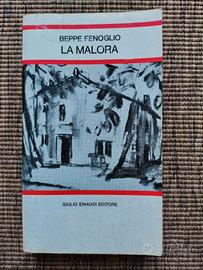 BEPPE FENOGLIO
LA MALORA
GIULIO EINAUDI EDITORE